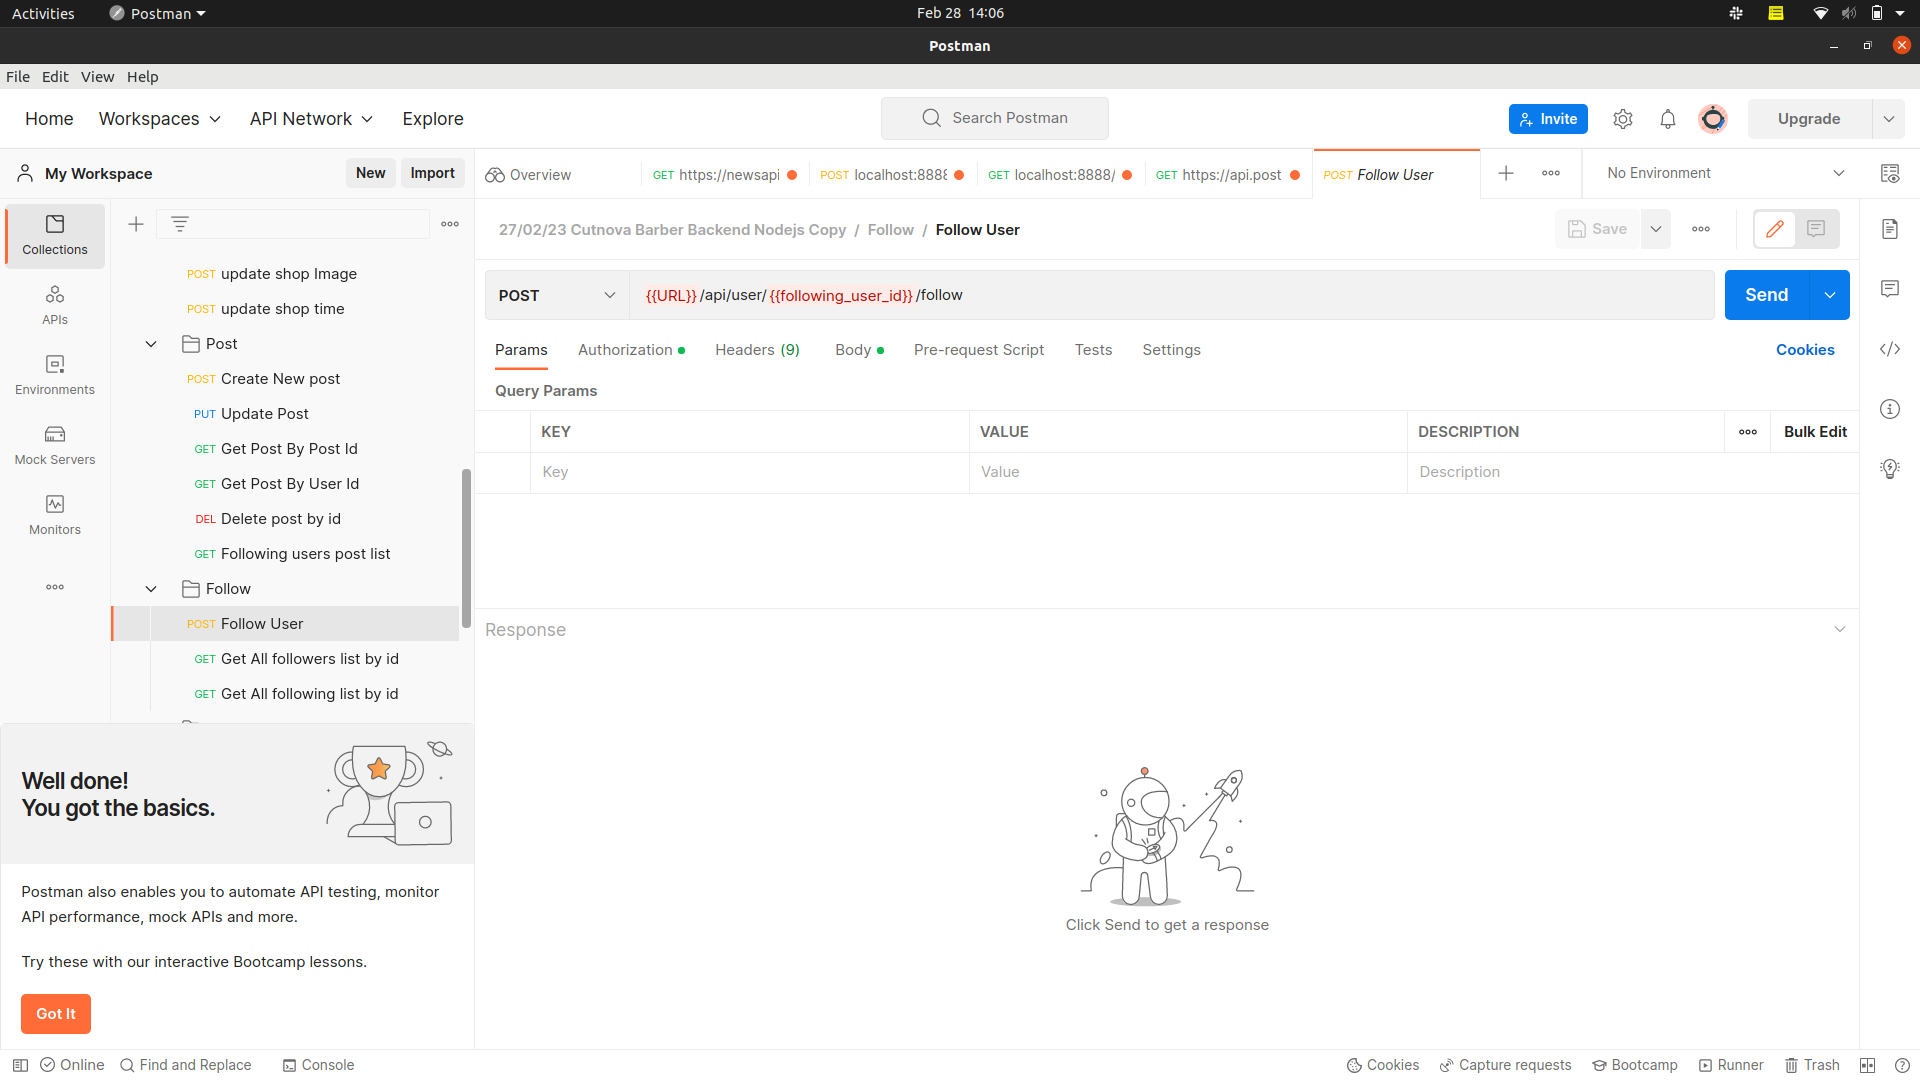 Activities Postman Feb 28 14:06
Postman
File Edit View Help
Home Workspaces API Network Explore Search Postman Invite Upgrade
My Workspace New Import
Overview GET https://newsapi POST localhost:8888 GET localhost:8888/ GET https://api.post POST Follow User No Environment
27/02/23 Cutnova Barber Backend Nodejs Copy / Follow / Follow User Save
Collections
APIs
Environments
Mock Servers
Monitors
POST update shop Image
POST update shop time
Post
POST Create New post
PUT Update Post
GET Get Post By Post Id
GET Get Post By User Id
DEL Delete post by id
GET Following users post list
Follow
POST Follow User
GET Get All followers list by id
GET Get All following list by id
POST {{URL}}/api/user/{{following_user_id}}/follow Send
Params Authorization Headers (9) Body Pre-request Script Tests Settings Cookies
Query Params
KEY VALUE DESCRIPTION Bulk Edit
Key Value Description
Response
Click Send to get a response
Well done!
You got the basics.
Postman also enables you to automate API testing, monitor
API performance, mock APIs and more.
Try these with our interactive Bootcamp lessons.
Got It
Online Find and Replace Console Cookies Capture requests Bootcamp Runner Trash